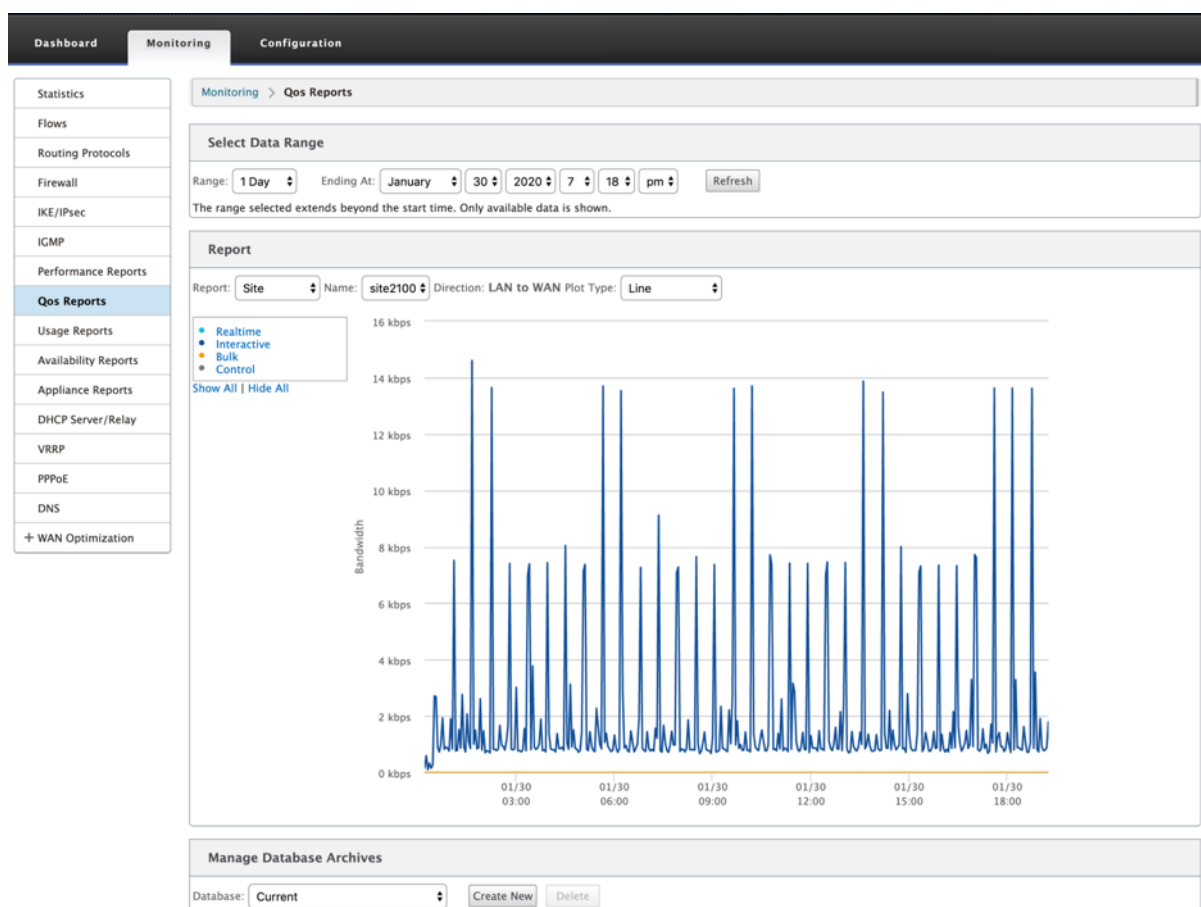 Dashboard Monitoring Configuration
Statistics
Flows
Routing Protocols
Firewall
IKE/IPsec
IGMP
Performance Reports
Qos Reports
Usage Reports
Availability Reports
Appliance Reports
DHCP Server/Relay
VRRP
PPPoE
DNS
+ WAN Optimization
Monitoring > Qos Reports
Select Data Range
Range: 1 Day Ending At: January 30 2020 7 18 pm Refresh
The range selected extends beyond the start time. Only available data is shown.
Report
Report: Site Name: site2100 Direction: LAN to WAN Plot Type: Line
Realtime
Interactive
Bulk
Control
Show All | Hide All
Bandwidth
16 kbps
14 kbps
12 kbps
10 kbps
8 kbps
6 kbps
4 kbps
2 kbps
0 kbps
01/30 01/30 01/30 01/30 01/30 01/30
03:00 06:00 09:00 12:00 15:00 18:00
Manage Database Archives
Database: Current Create New Delete